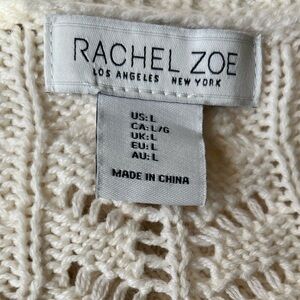 RACHEL ZOE
LOS ANGELES NEW YORK
US: L
CA: L/G
UK: L
EU: L
AU: L
MADE IN CHINA